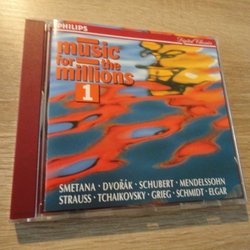 PHILIPS
Digital Classics
music
for the
millions
1
SMETANA · DVOŘÁK · SCHUBERT · MENDELSSOHN
STRAUSS · TCHAIKOVSKY · GRIEG · SCHMIDT · ELGAR